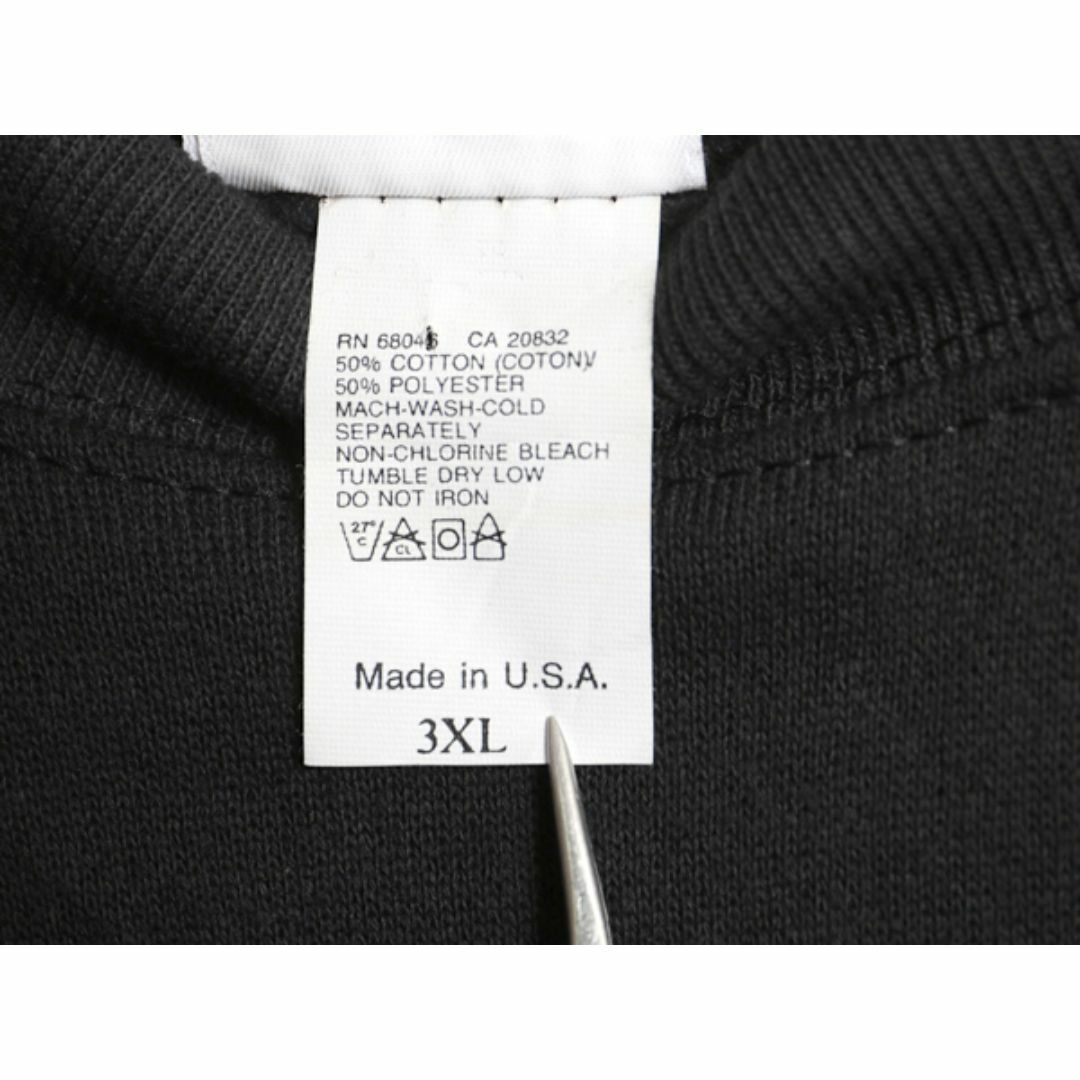 RN 68046 CA 20832
50% COTTON (COTON)/
50% POLYESTER
MACH-WASH-COLD
SEPARATELY
NON-CHLORINE BLEACH
TUMBLE DRY LOW
DO NOT IRON
27° C CL
Made in U.S.A.
3XL